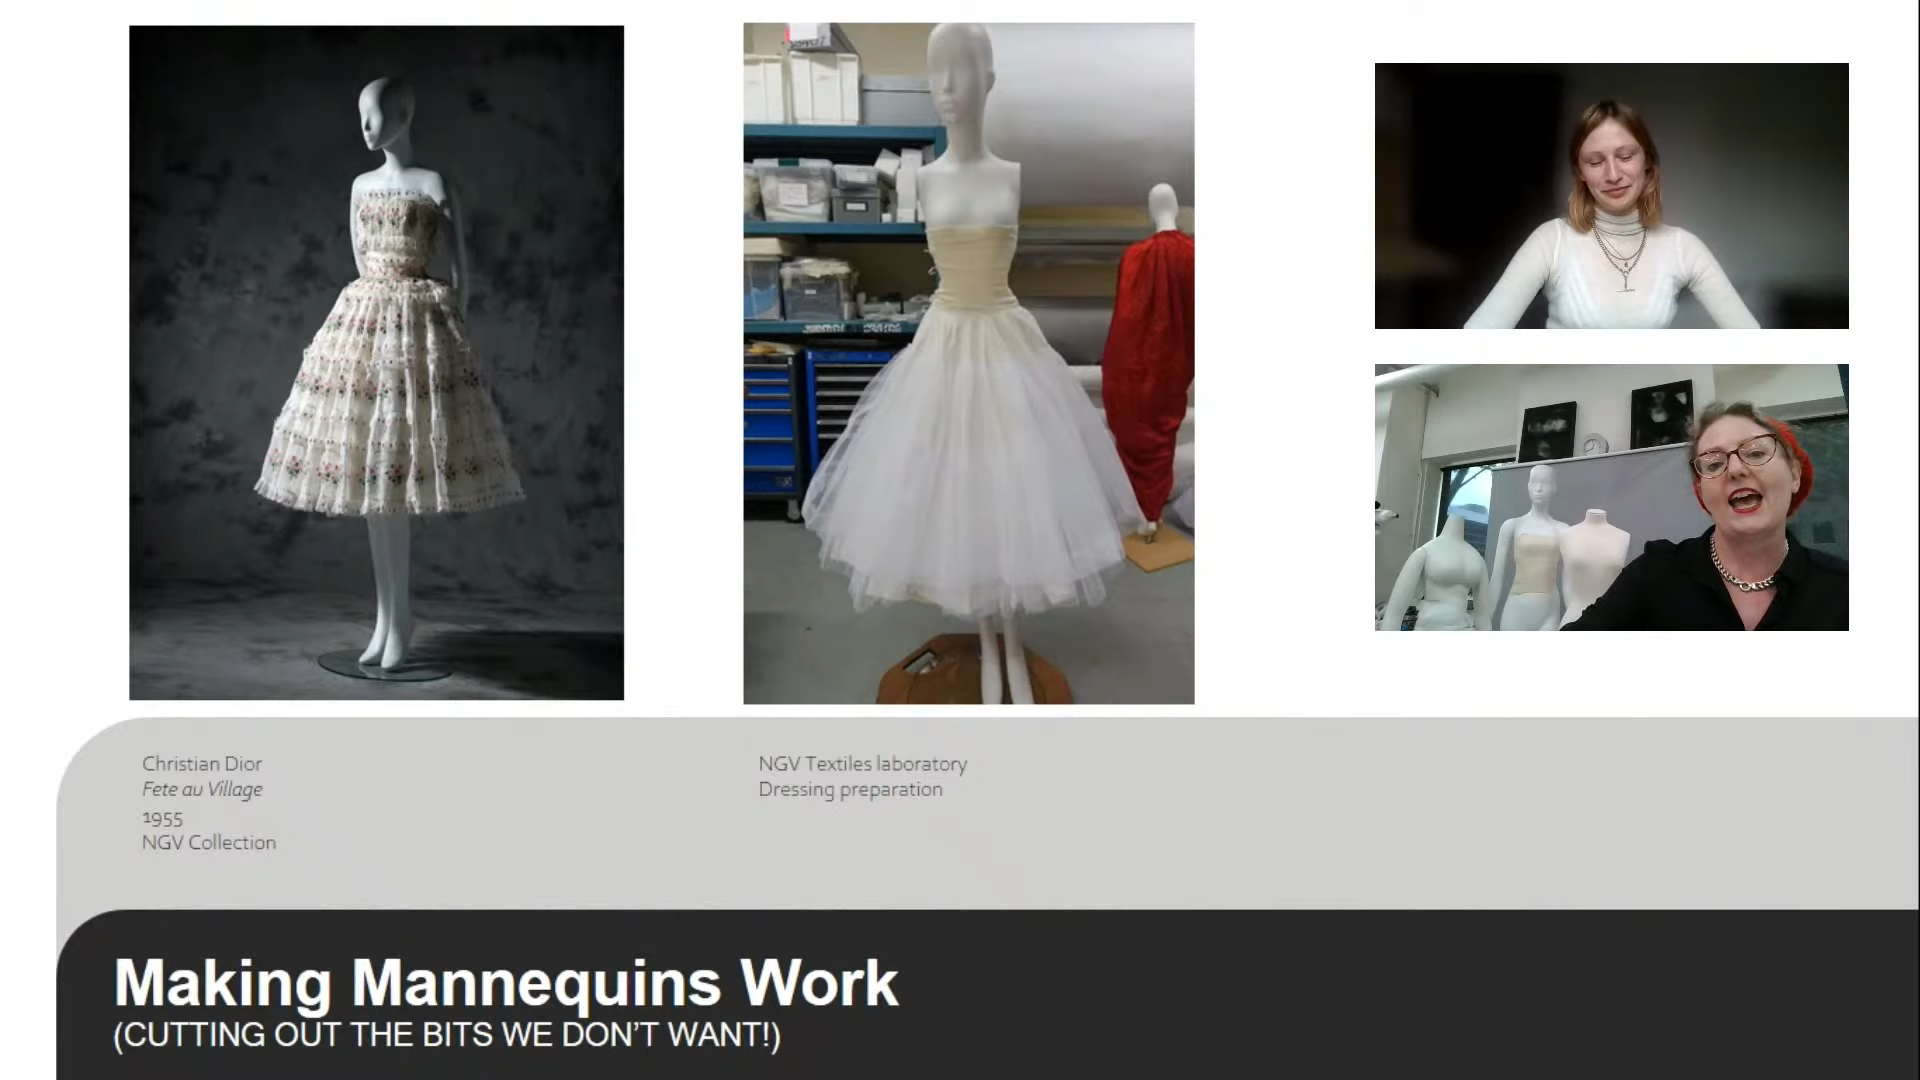 Christian Dior
Fete au Village
1955
NGV Collection
NGV Textiles laboratory
Dressing preparation
Making Mannequins Work
(CUTTING OUT THE BITS WE DON'T WANT!)